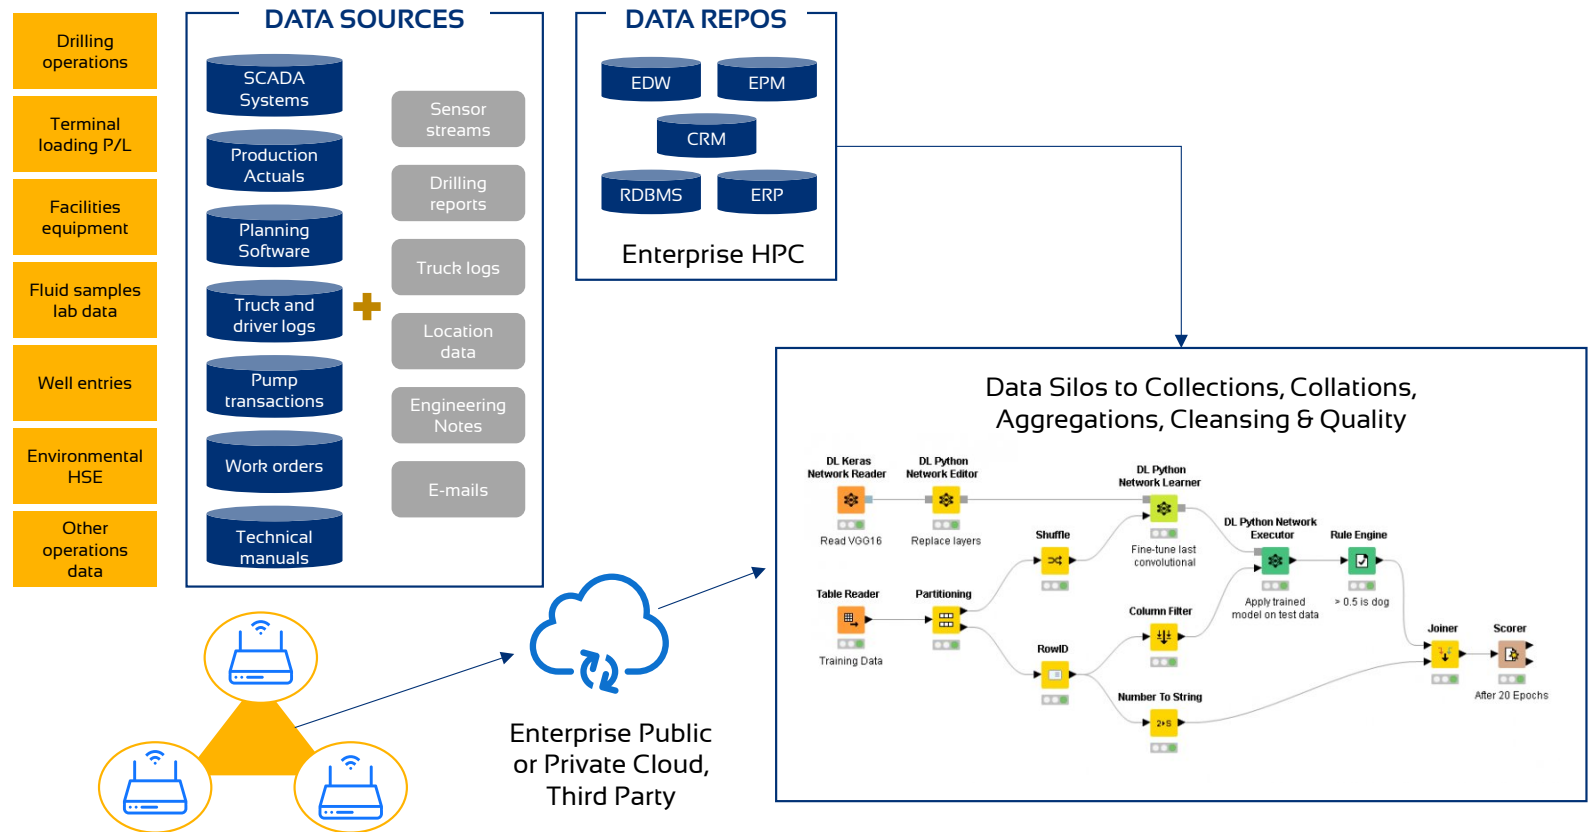 Drilling
operations
Terminal
loading P/L
Facilities
equipment
Fluid samples
lab data
Well entries
Environmental
HSE
Other
operations
data
DATA SOURCES
SCADA
Systems
Production
Actuals
Planning
Software
Truck and
driver logs
Pump
transactions
Work orders
Technical
manuals
Sensor
streams
Drilling
reports
Truck logs
Location
data
Engineering
Notes
E-mails
DATA REPOS
EDW
EPM
CRM
RDBMS
ERP
Enterprise HPC
Enterprise Public
or Private Cloud,
Third Party
Data Silos to Collections, Collations,
Aggregations, Cleansing & Quality
DL Keras
Network Reader
Read VGG16
DL Python
Network Editor
Replace layers
DL Python
Network Learner
Fine-tune last
convolutional
Shuffle
DL Python Network
Executor
Apply trained
model on test data
Rule Engine
> 0.5 is dog
Table Reader
Training Data
Partitioning
Column Filter
RowID
Number To String
2▸S
Joiner
Scorer
After 20 Epochs